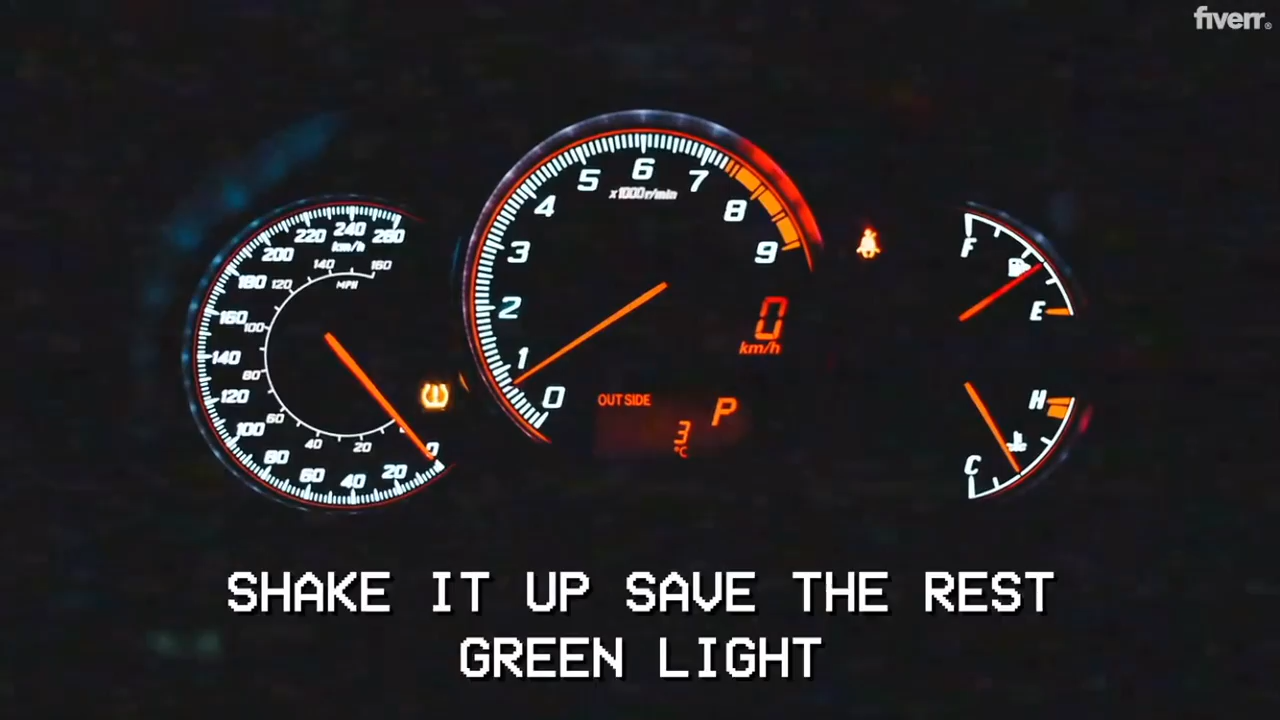 fiverr.
220 240 260
200 km/h
180 140 160
120 MPH
160 100
140
80
120
60
100 40 20
80 60 40 20 0
6
5 7
x1000r/min
4 8
3 9
2
1
0
0
km/h
OUTSIDE P
3
°C
F
E
H
C
SHAKE IT UP SAVE THE REST
GREEN LIGHT